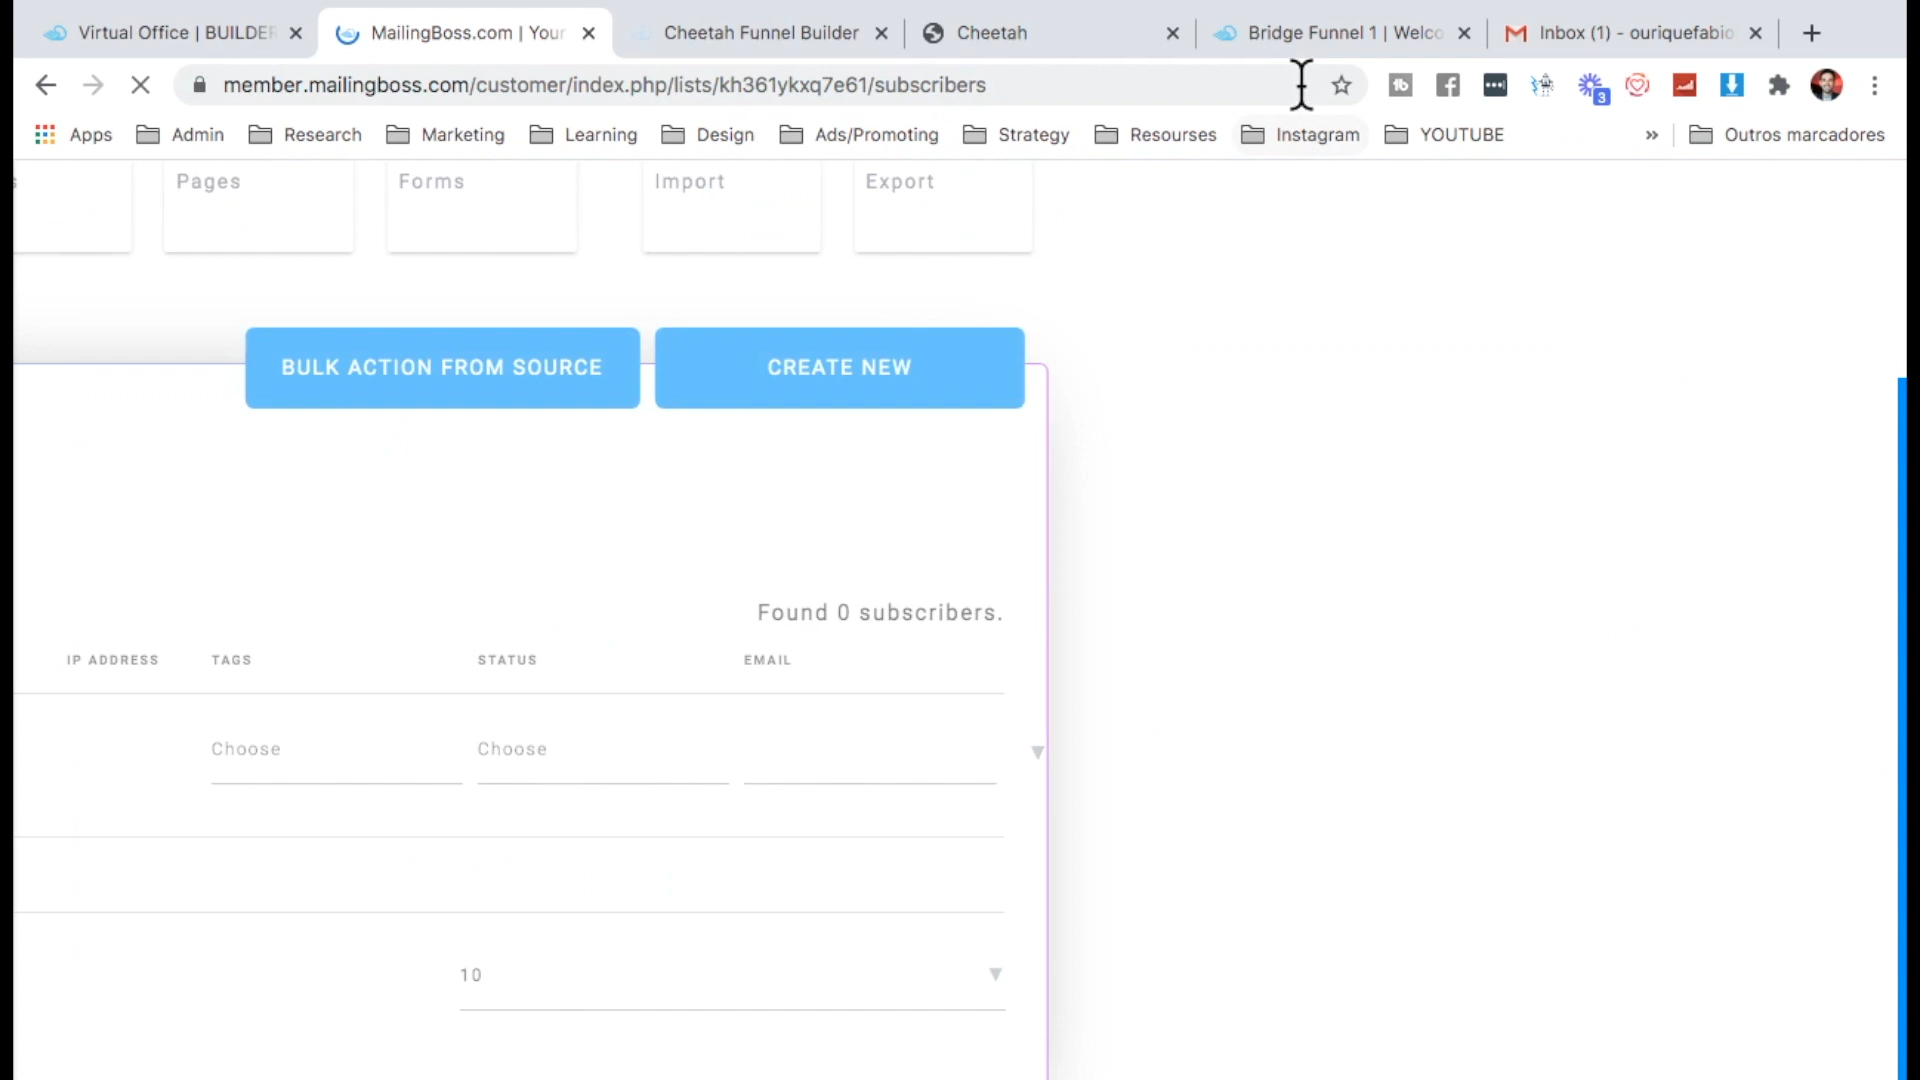 Virtual Office | BUILDER
MailingBoss.com | Your
Cheetah Funnel Builder
Cheetah
Bridge Funnel 1 | Welco
Inbox (1) - ouriquefabio
member.mailingboss.com/customer/index.php/lists/kh361ykxq7e61/subscribers
3
Apps
Admin
Research
Marketing
Learning
Design
Ads/Promoting
Strategy
Resourses
Instagram
YOUTUBE
»
Outros marcadores
Pages
Forms
Import
Export
BULK ACTION FROM SOURCE
CREATE NEW
Found 0 subscribers.
IP ADDRESS
TAGS
STATUS
EMAIL
Choose
Choose
10